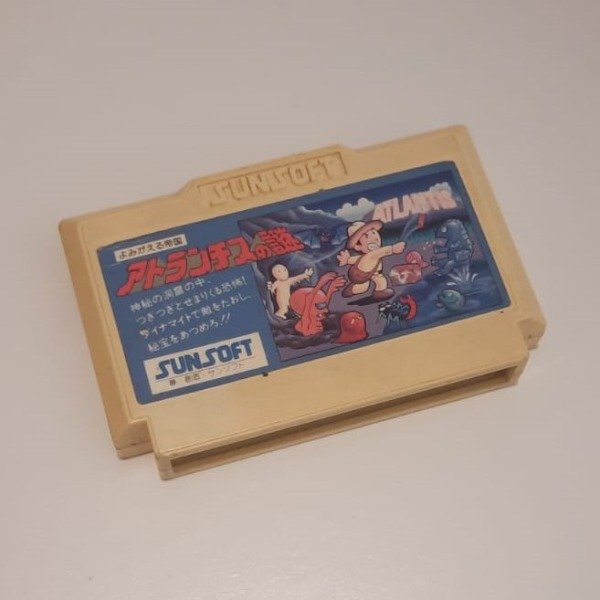 SUNSOFT
よみがえる帝国
アトランチスの謎
ATLANTIS
神秘の洞窟の中…
つぎつぎとせまりくる恐怖!
ダイナマイトで敵をたおし、
秘宝をあつめろ!!
SUNSOFT
サンソフト